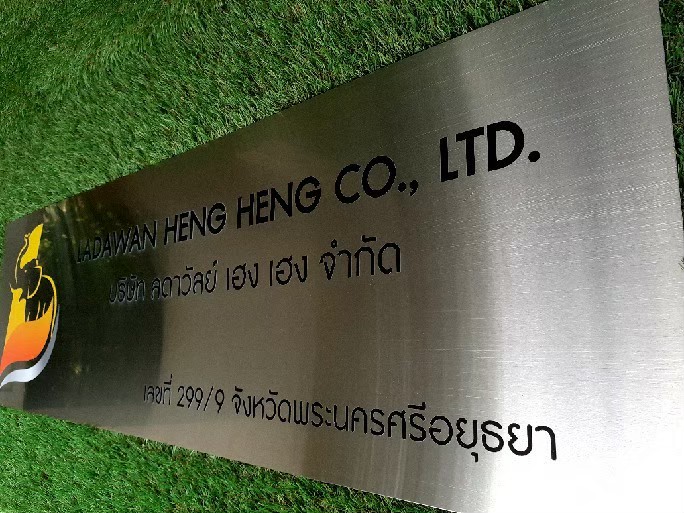 LADAWAN HENG HENG CO., LTD.
บริษัท ลดาวัลย์ เฮง เฮง จำกัด
เลขที่ 299/9 จังหวัดพระนครศรีอยุธยา